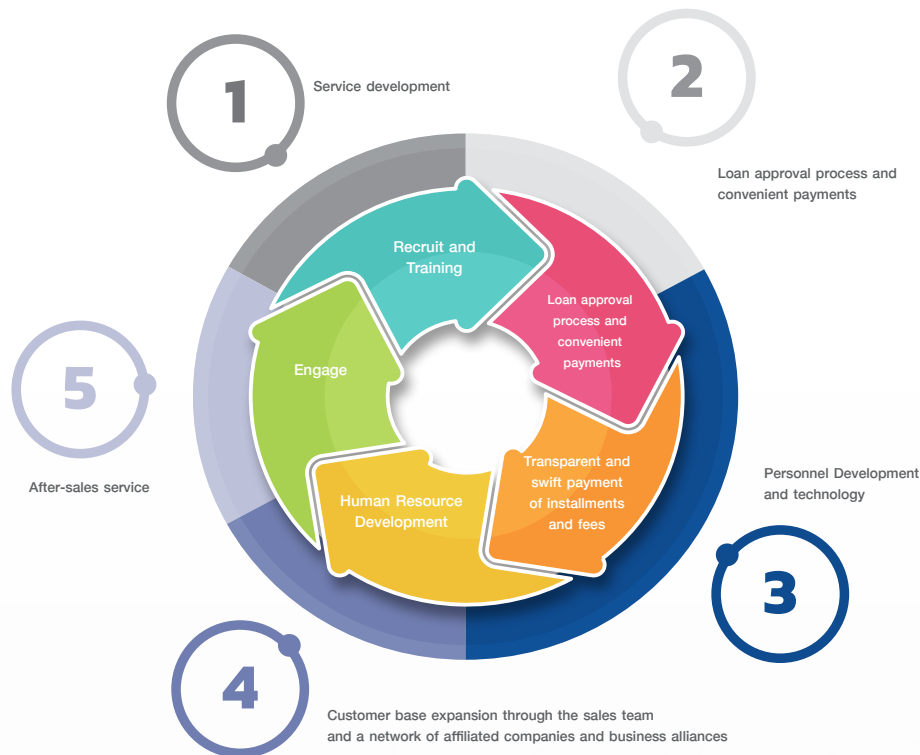 1
Service development
2
Loan approval process and
convenient payments
Recruit and
Training
Loan approval
process and
convenient
payments
Engage
5
After-sales service
Transparent and
swift payment
of installments
and fees
Human Resource
Development
Personnel Development
and technology
3
4
Customer base expansion through the sales team
and a network of affiliated companies and business alliances